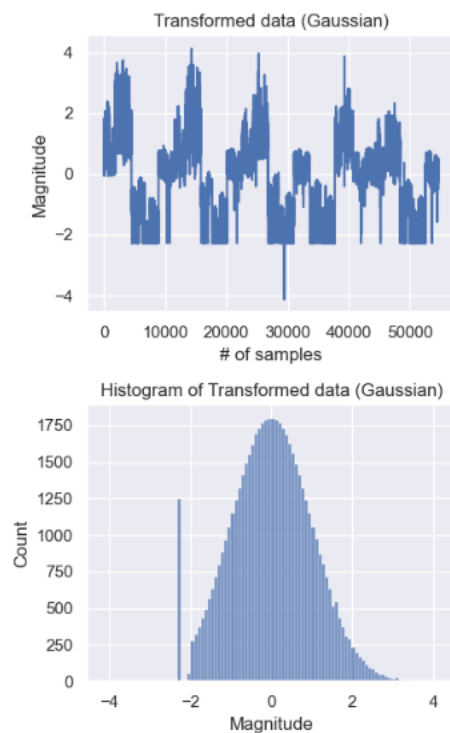 Transformed data (Gaussian)
4
2
0
−2
−4
Magnitude
0 10000 20000 30000 40000 50000
# of samples
Histogram of Transformed data (Gaussian)
1750
1500
1250
1000
750
500
250
0
Count
−4 −2 0 2 4
Magnitude